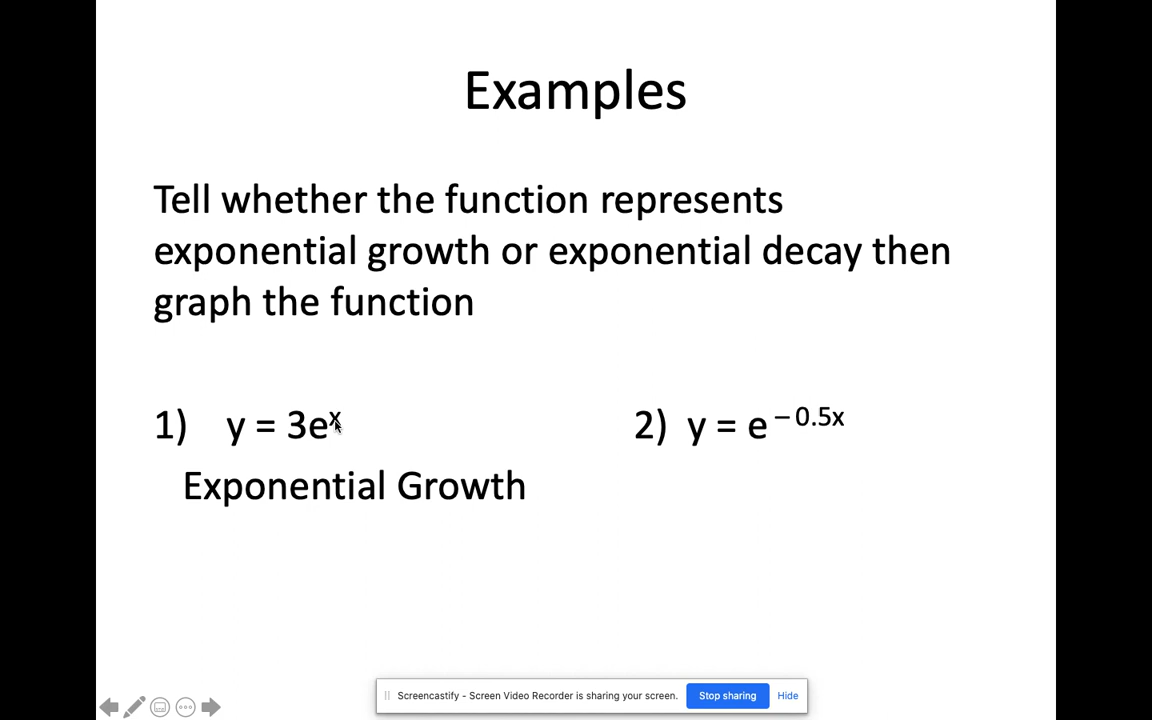 Examples
Tell whether the function represents
exponential growth or exponential decay then
graph the function
1) y = 3eˣ 2) y = e ^– 0.5x
Exponential Growth
Screencastify - Screen Video Recorder is sharing your screen. Stop sharing Hide